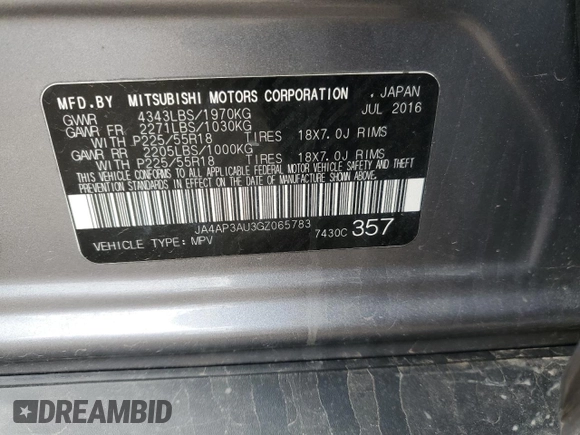 MFD.BY MITSUBISHI MOTORS CORPORATION , JAPAN
GVWR 4343LBS/1970KG JUL 2016
GAWR FR 2271LBS/1030KG
WITH P225/55R18 TIRES 18X7.0J RIMS
GAWR RR 2205LBS/1000KG
WITH P225/55R18 TIRES 18X7.0J RIMS
THIS VEHICLE CONFORMS TO ALL APPLICABLE FEDERAL MOTOR VEHICLE SAFETY AND THEFT
PREVENTION STANDARDS IN EFFECT ON THE DATE OF MANUFACTURE SHOWN ABOVE.
JA4AP3AU3GZ065783
VEHICLE TYPE: MPV 7430C 357
DREAMBID